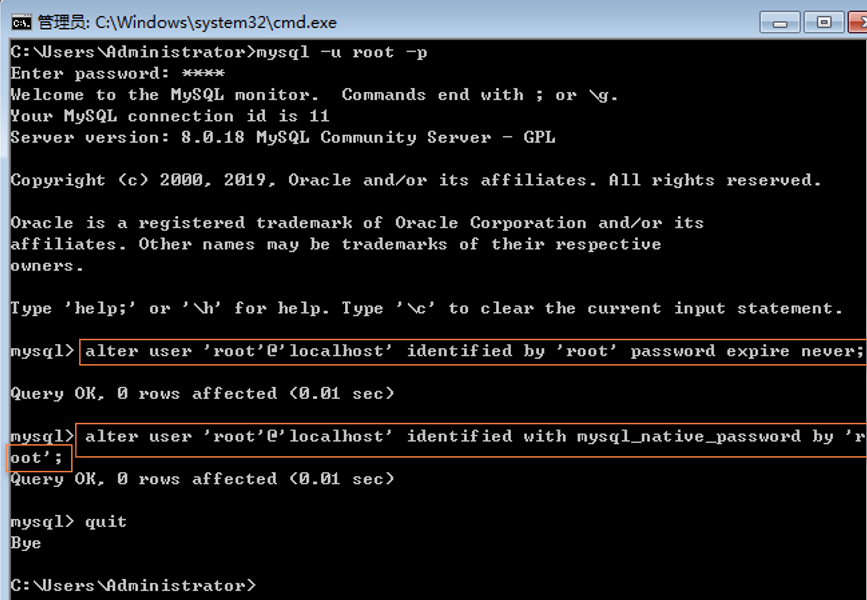 管理员: C:\Windows\system32\cmd.exe
C:\Users\Administrator>mysql -u root -p
Enter password: ****
Welcome to the MySQL monitor.  Commands end with ; or \g.
Your MySQL connection id is 11
Server version: 8.0.18 MySQL Community Server - GPL
Copyright (c) 2000, 2019, Oracle and/or its affiliates. All rights reserved.
Oracle is a registered trademark of Oracle Corporation and/or its
affiliates. Other names may be trademarks of their respective
owners.
Type 'help;' or '\h' for help. Type '\c' to clear the current input statement.
mysql> alter user 'root'@'localhost' identified by 'root' password expire never;
Query OK, 0 rows affected (0.01 sec)
mysql> alter user 'root'@'localhost' identified with mysql_native_password by 'r
oot';
Query OK, 0 rows affected (0.01 sec)
mysql> quit
Bye
C:\Users\Administrator>